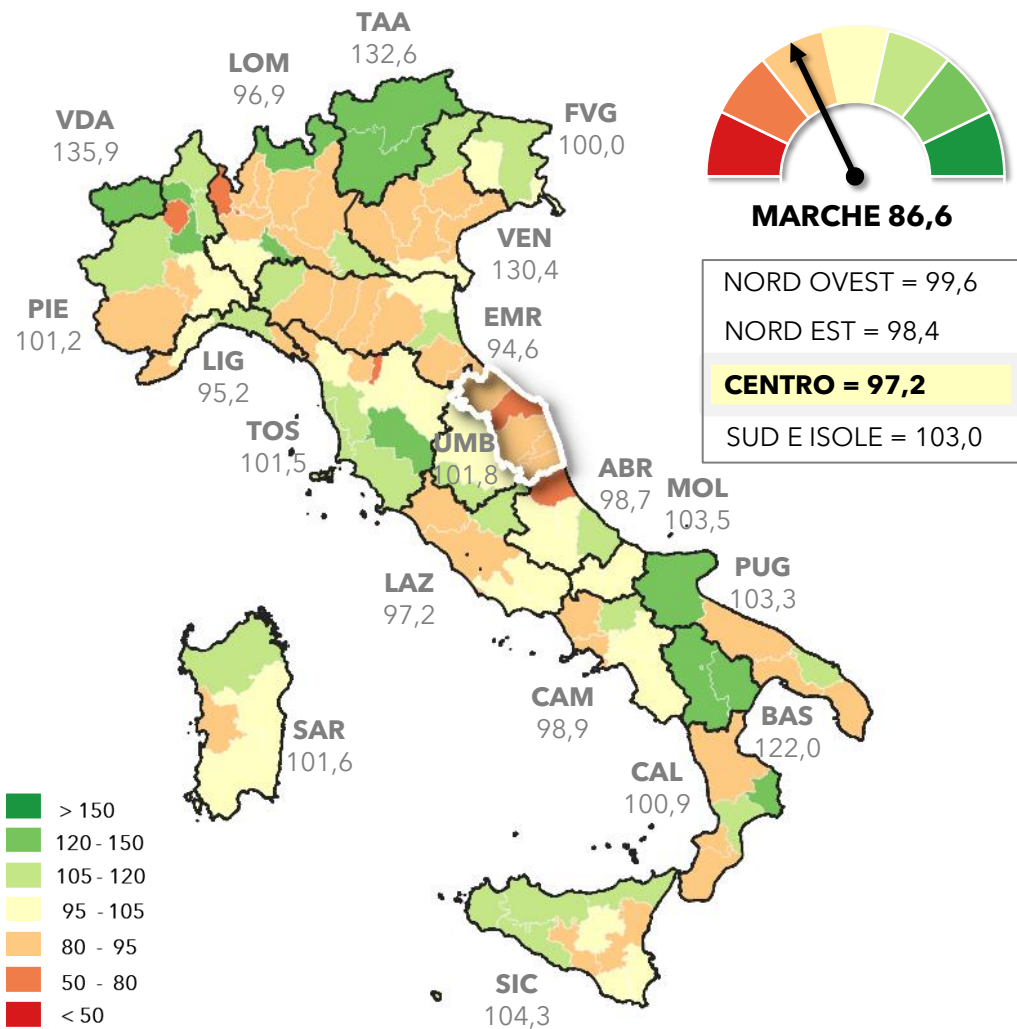 TAA
132,6
LOM
96,9
VDA
135,9
FVG
100,0
MARCHE 86,6
VEN
130,4
NORD OVEST = 99,6
NORD EST = 98,4
CENTRO = 97,2
SUD E ISOLE = 103,0
PIE
101,2
EMR
94,6
LIG
95,2
TOS
101,5
UMB
101,8
ABR
98,7
MOL
103,5
PUG
103,3
LAZ
97,2
CAM
98,9
BAS
122,0
SAR
101,6
CAL
100,9
> 150
120 - 150
105 - 120
95 - 105
80 - 95
50 - 80
< 50
SIC
104,3